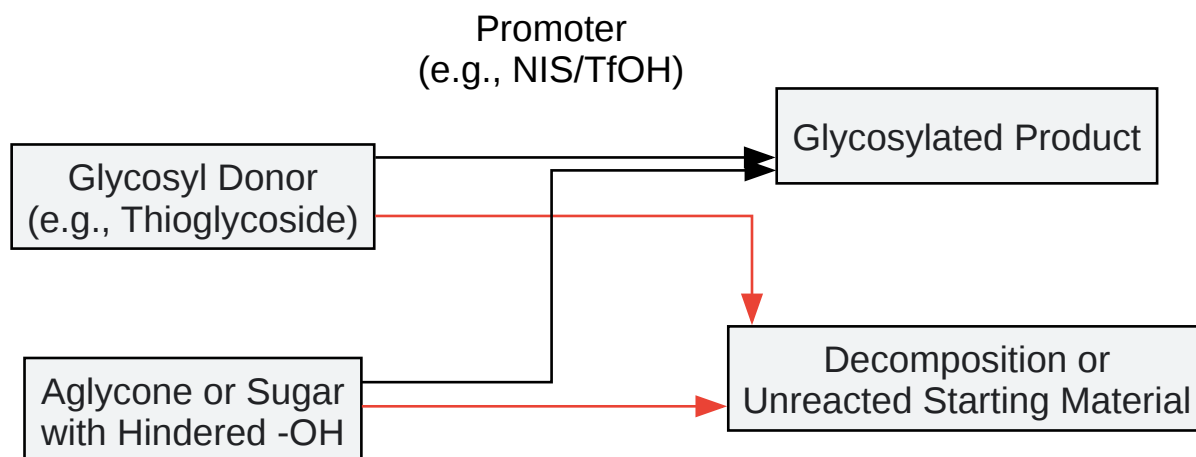 Promoter
(e.g., NIS/TfOH)
Glycosylated Product
Glycosyl Donor
(e.g., Thioglycoside)
Decomposition or
Unreacted Starting Material
Aglycone or Sugar
with Hindered -OH